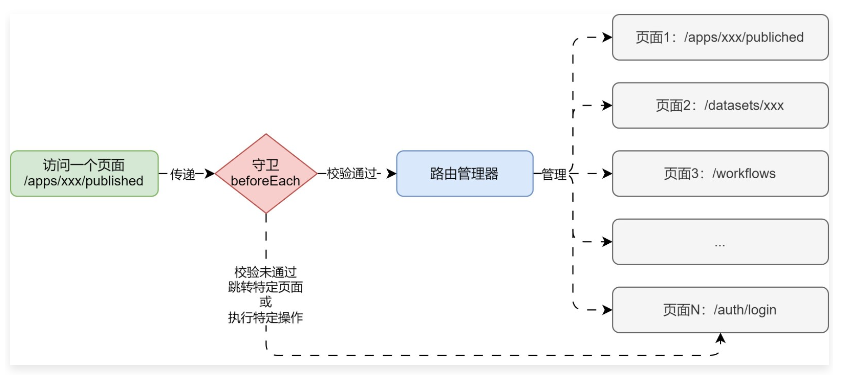 访问一个页面
/apps/xxx/published
传递
守卫
beforeEach
校验通过
路由管理器
管理
页面1：/apps/xxx/publiched
页面2：/datasets/xxx
页面3：/workflows
...
页面N：/auth/login
校验未通过
跳转特定页面
或
执行特定操作